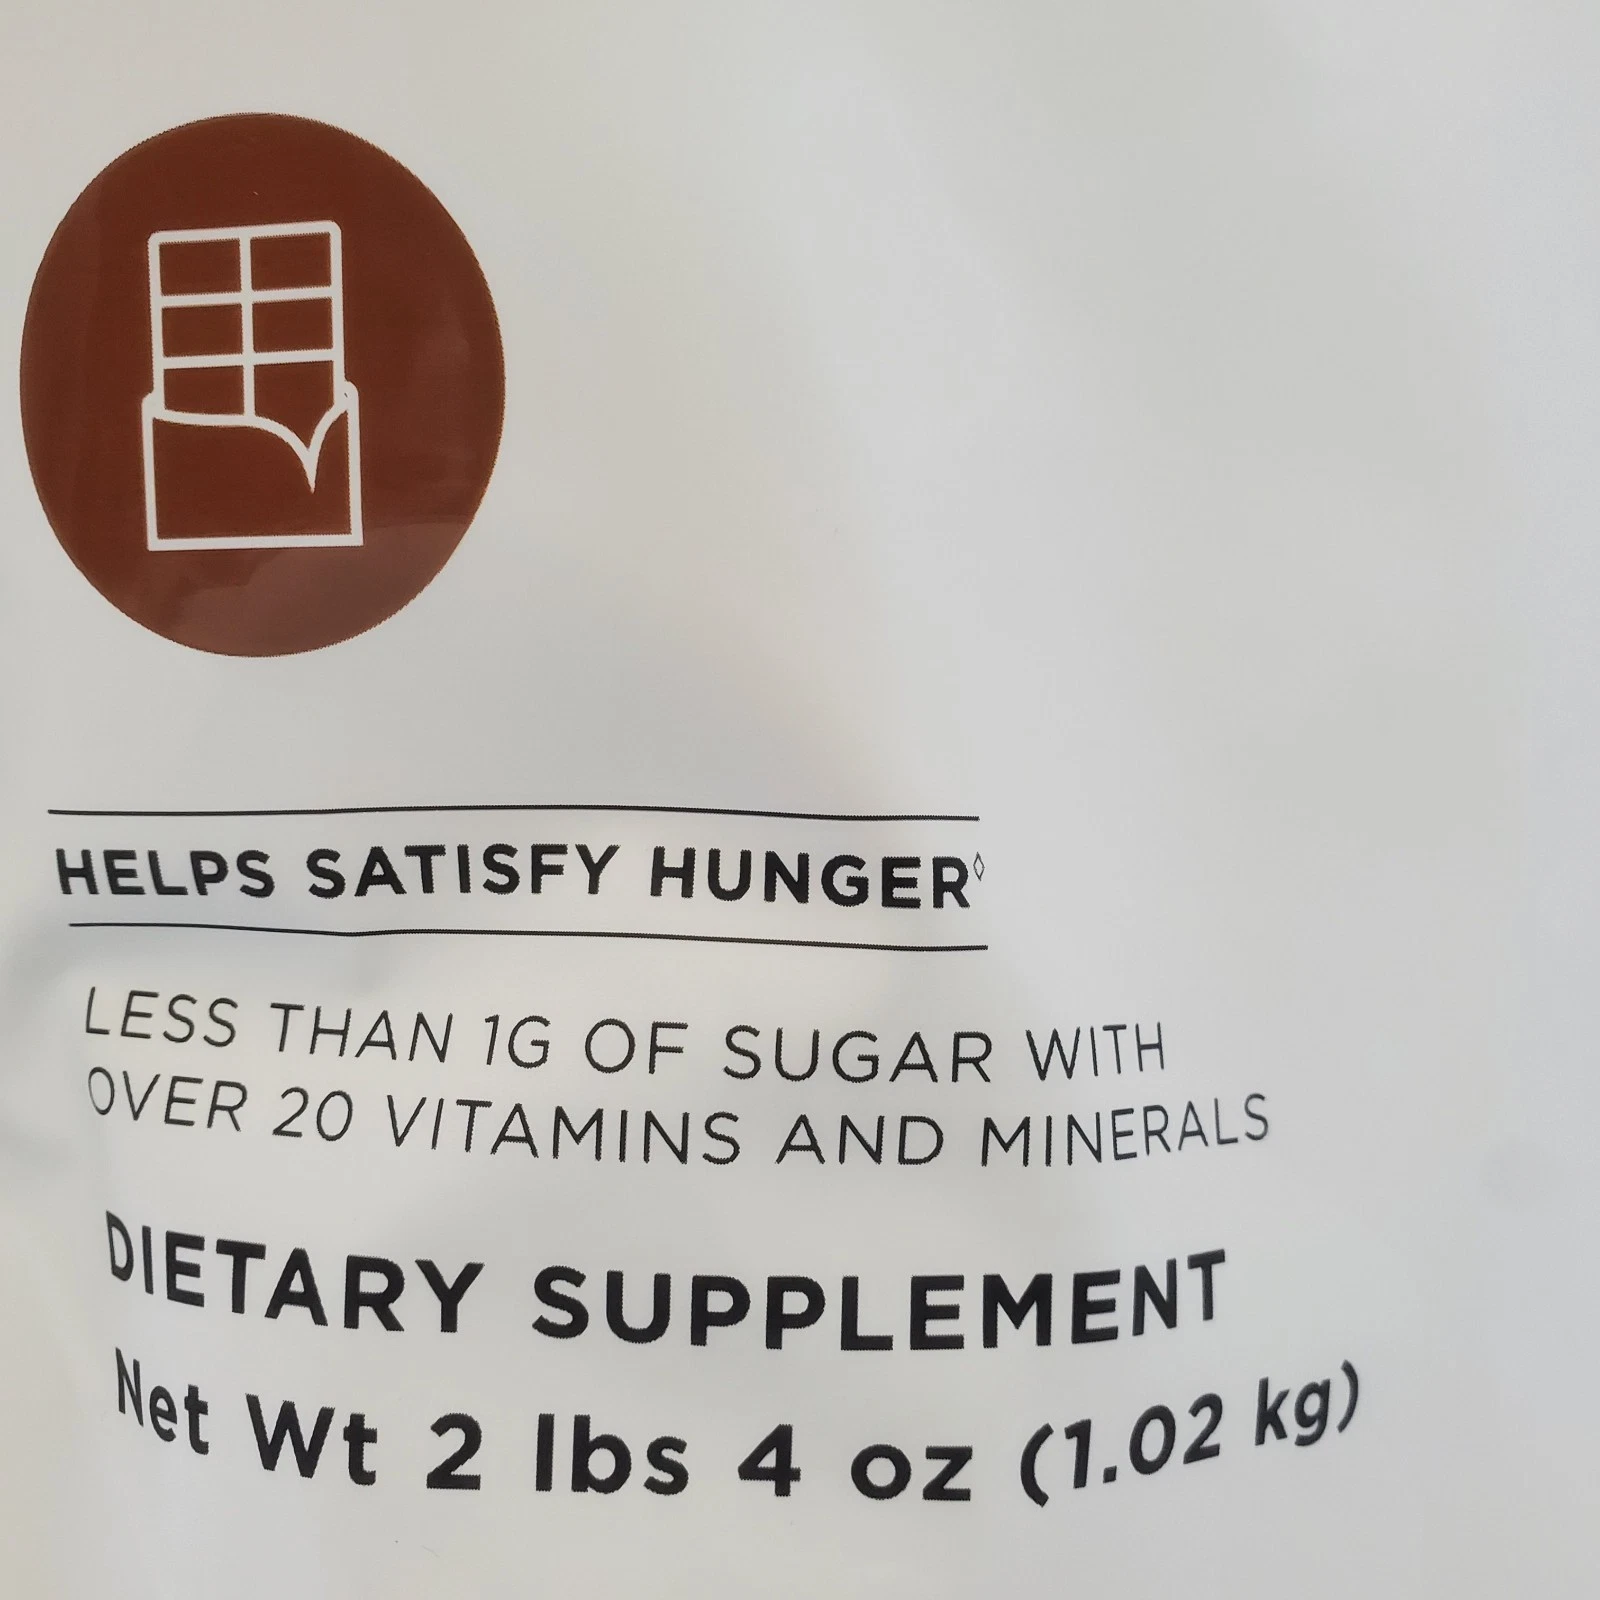 HELPS SATISFY HUNGER◊
LESS THAN 1G OF SUGAR WITH
OVER 20 VITAMINS AND MINERALS
DIETARY SUPPLEMENT
Net Wt 2 lbs 4 oz (1.02 kg)